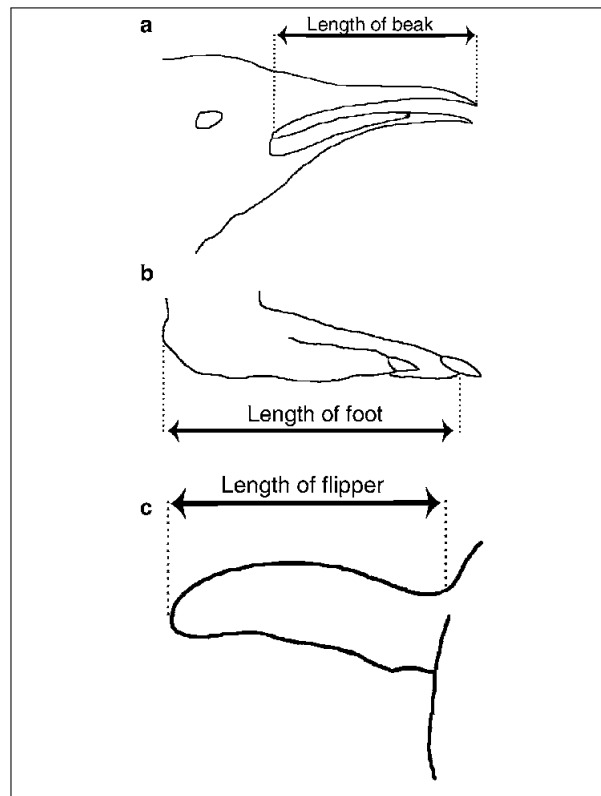 a
Length of beak
b
Length of foot
Length of flipper
c